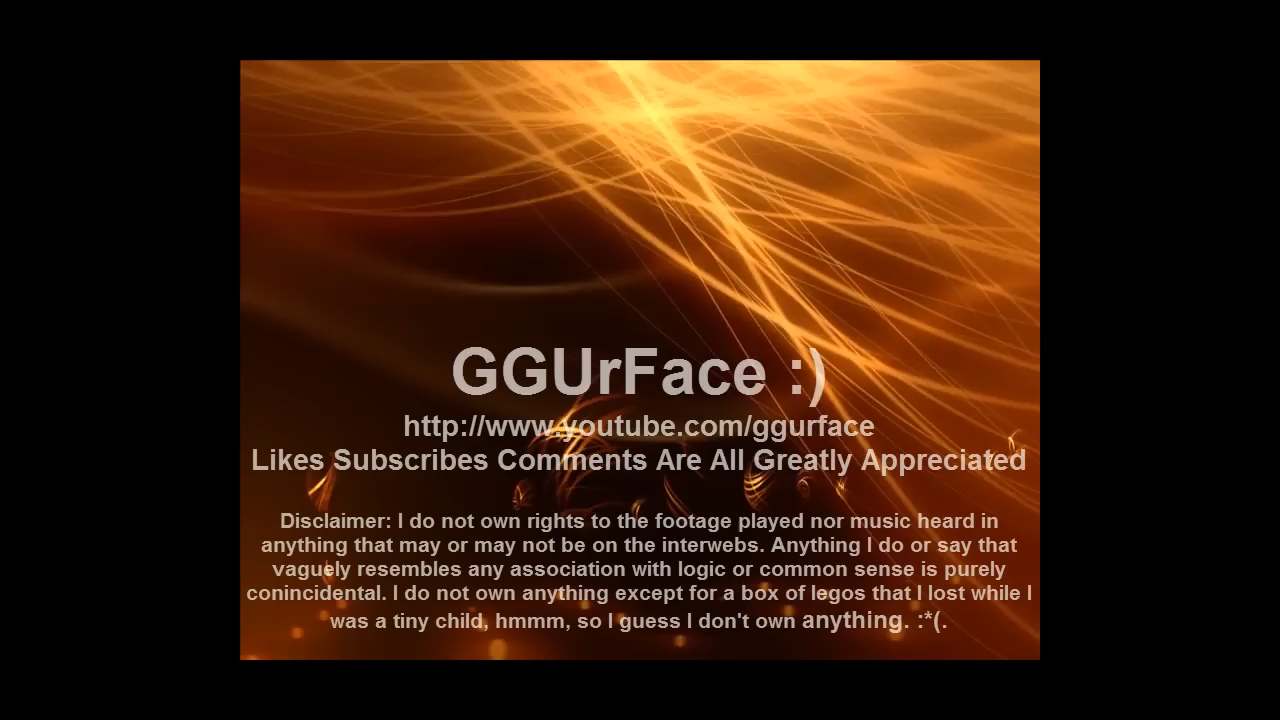 GGUrFace :)
http://www.youtube.com/ggurface
Likes Subscribes Comments Are All Greatly Appreciated
Disclaimer: I do not own rights to the footage played nor music heard in
anything that may or may not be on the interwebs. Anything I do or say that
vaguely resembles any association with logic or common sense is purely
conincidental. I do not own anything except for a box of legos that I lost while I
was a tiny child, hmmm, so I guess I don't own anything. :*(.